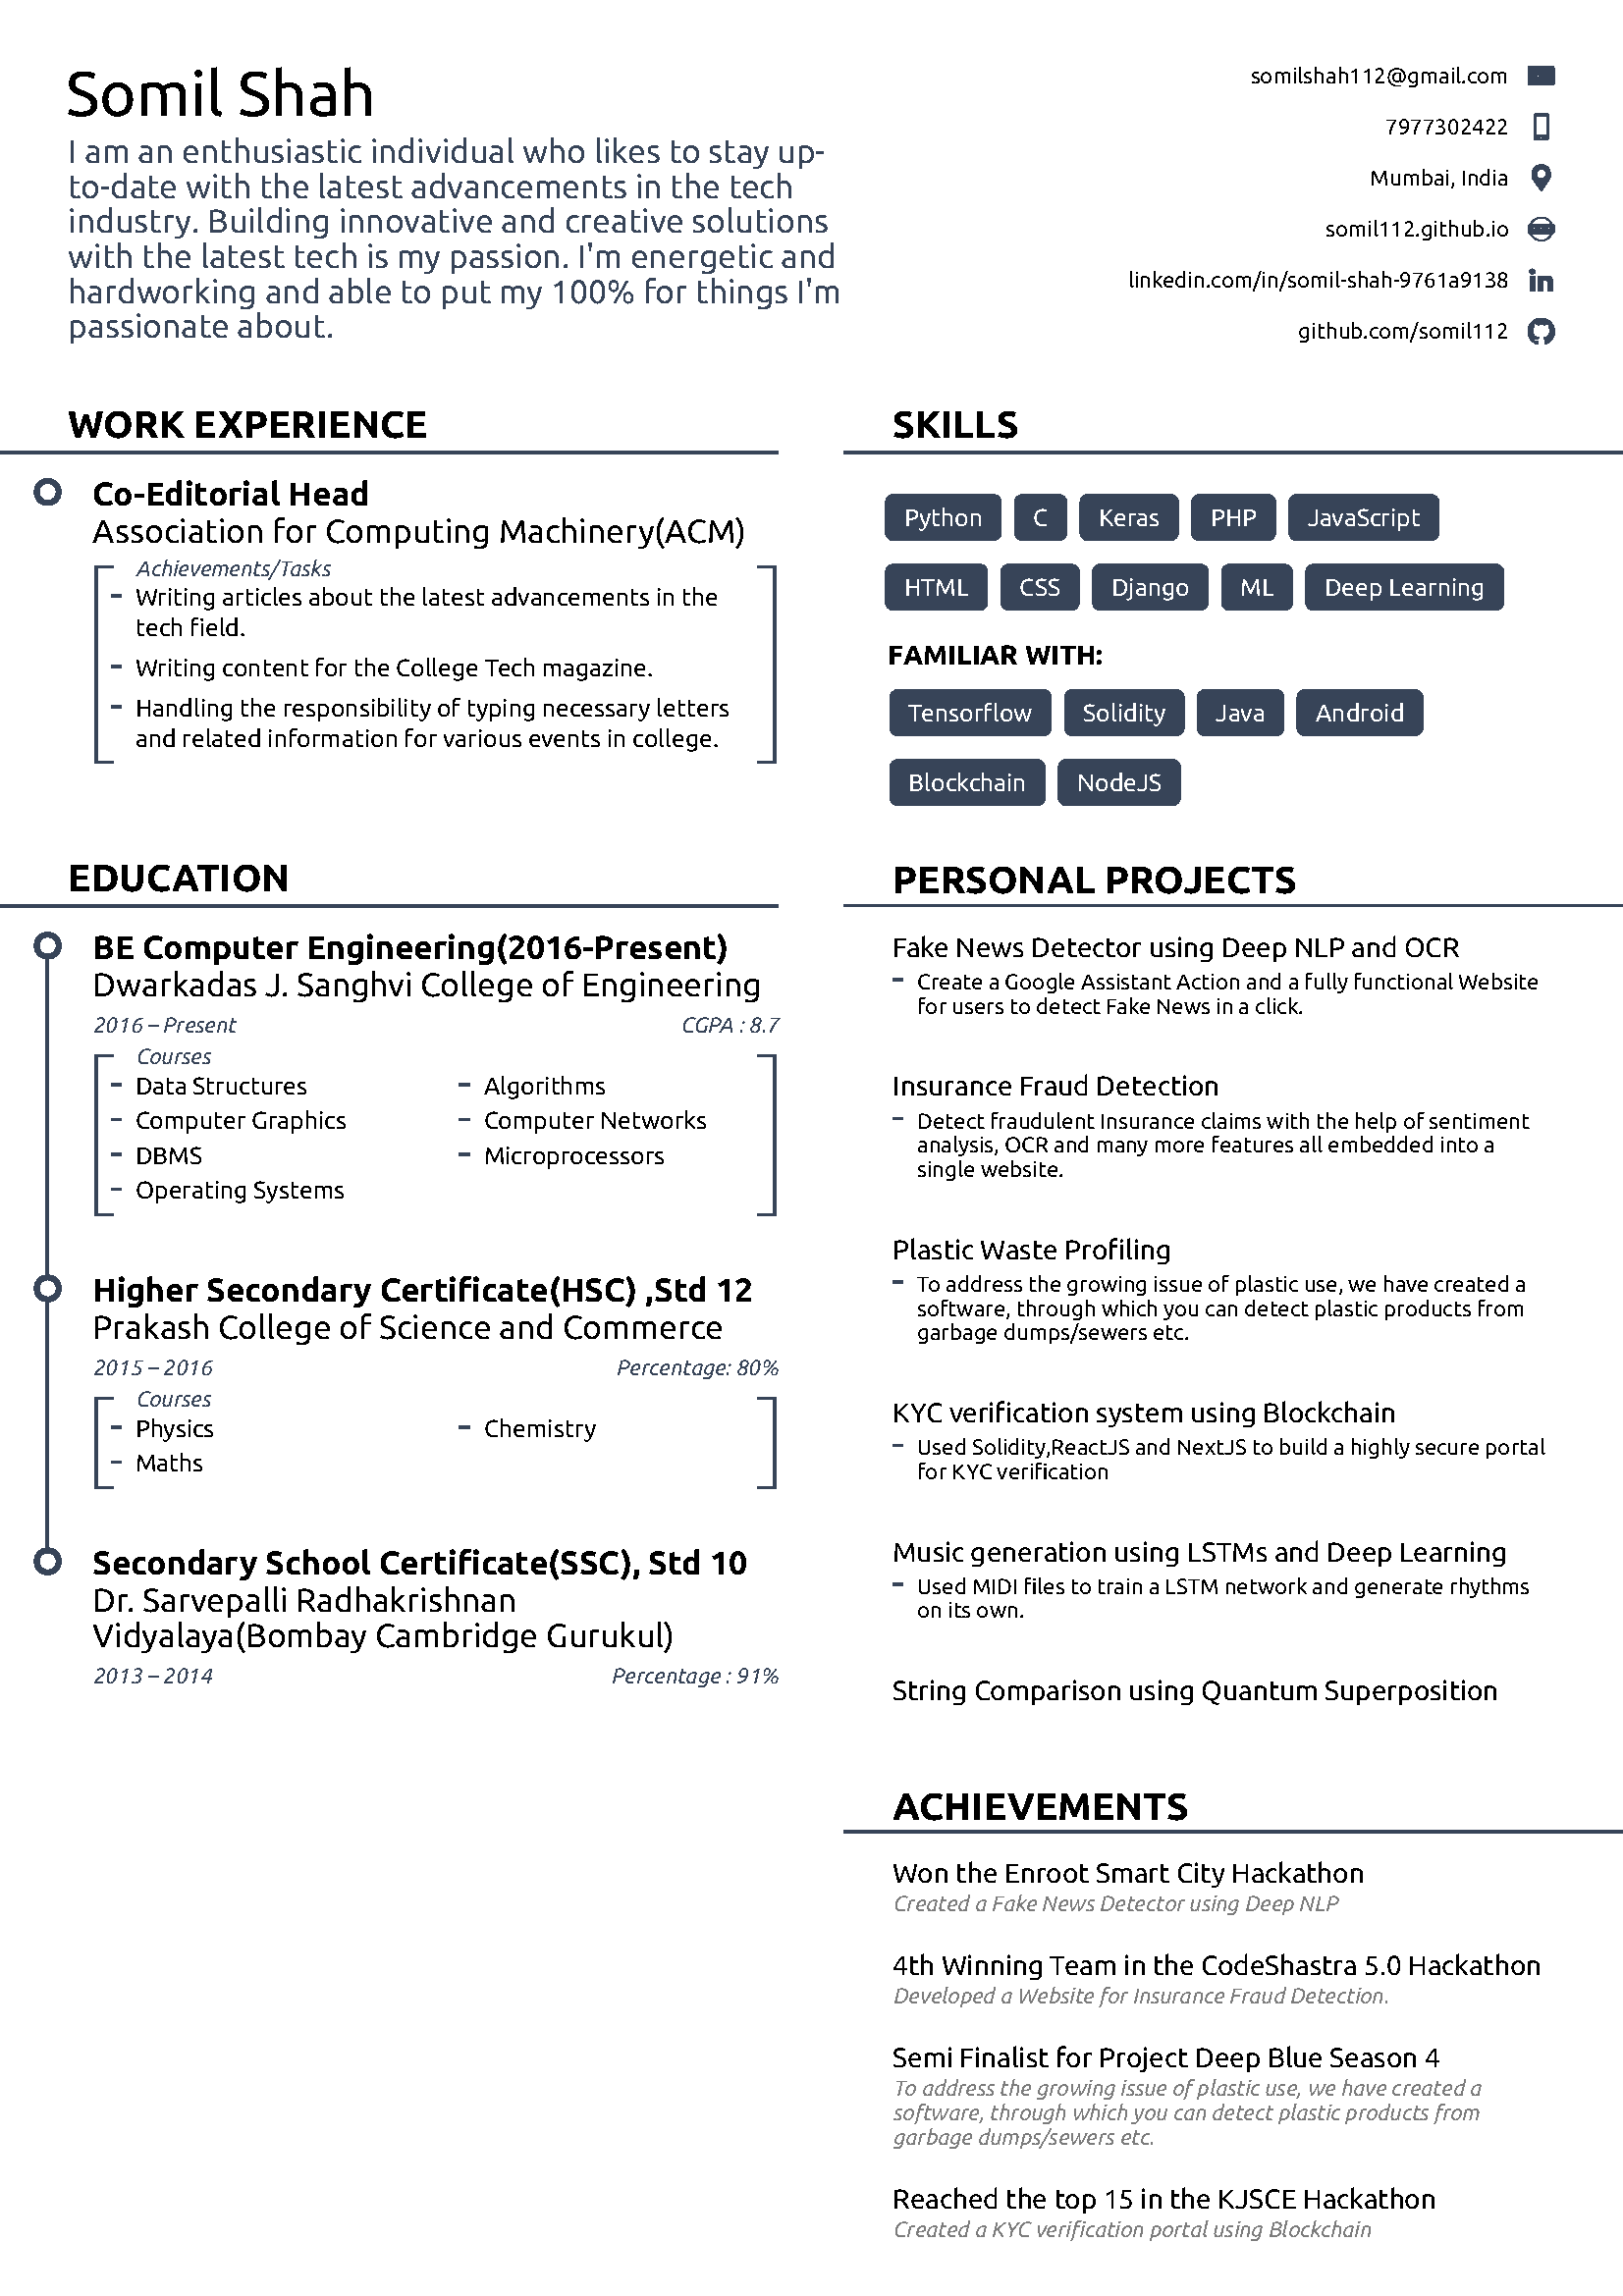 Somil Shah
I am an enthusiastic individual who likes to stay up-
to-date with the latest advancements in the tech
industry. Building innovative and creative solutions
with the latest tech is my passion. I'm energetic and
hardworking and able to put my 100% for things I'm
passionate about.
somilshah112@gmail.com
7977302422
Mumbai, India
somil112.github.io
linkedin.com/in/somil-shah-9761a9138
github.com/somil112
WORK EXPERIENCE
Co-Editorial Head
Association for Computing Machinery(ACM)
Achievements/Tasks
– Writing articles about the latest advancements in the
tech field.
– Writing content for the College Tech magazine.
– Handling the responsibility of typing necessary letters
and related information for various events in college.
EDUCATION
BE Computer Engineering(2016-Present)
Dwarkadas J. Sanghvi College of Engineering
2016 – Present CGPA : 8.7
Courses
– Data Structures – Algorithms
– Computer Graphics – Computer Networks
– DBMS – Microprocessors
– Operating Systems
Higher Secondary Certificate(HSC) ,Std 12
Prakash College of Science and Commerce
2015 – 2016 Percentage: 80%
Courses
– Physics – Chemistry
– Maths
Secondary School Certificate(SSC), Std 10
Dr. Sarvepalli Radhakrishnan
Vidyalaya(Bombay Cambridge Gurukul)
2013 – 2014 Percentage : 91%
SKILLS
Python C Keras PHP JavaScript
HTML CSS Django ML Deep Learning
FAMILIAR WITH:
Tensorflow Solidity Java Android
Blockchain NodeJS
PERSONAL PROJECTS
Fake News Detector using Deep NLP and OCR
– Create a Google Assistant Action and a fully functional Website
for users to detect Fake News in a click.
Insurance Fraud Detection
– Detect fraudulent Insurance claims with the help of sentiment
analysis, OCR and many more features all embedded into a
single website.
Plastic Waste Profiling
– To address the growing issue of plastic use, we have created a
software, through which you can detect plastic products from
garbage dumps/sewers etc.
KYC verification system using Blockchain
– Used Solidity,ReactJS and NextJS to build a highly secure portal
for KYC verification
Music generation using LSTMs and Deep Learning
– Used MIDI files to train a LSTM network and generate rhythms
on its own.
String Comparison using Quantum Superposition
ACHIEVEMENTS
Won the Enroot Smart City Hackathon
Created a Fake News Detector using Deep NLP
4th Winning Team in the CodeShastra 5.0 Hackathon
Developed a Website for Insurance Fraud Detection.
Semi Finalist for Project Deep Blue Season 4
To address the growing issue of plastic use, we have created a
software, through which you can detect plastic products from
garbage dumps/sewers etc.
Reached the top 15 in the KJSCE Hackathon
Created a KYC verification portal using Blockchain